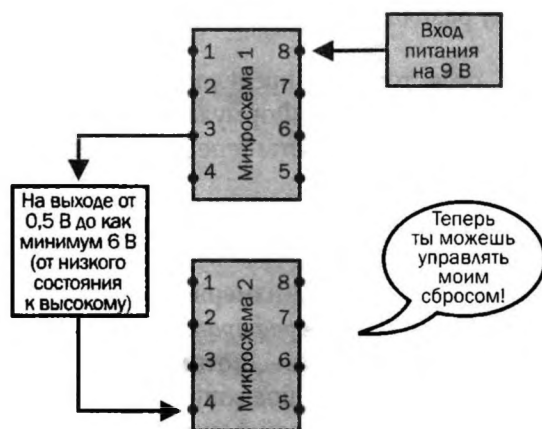 1
2
3
4
Микросхема 1
8
7
6
5
Вход
питания
на 9 В
На выходе от
0,5 В до как
минимум 6 В
(от низкого
состояния
к высокому)
1
2
3
4
Микросхема 2
8
7
6
5
Теперь
ты можешь
управлять
моим
сбросом!